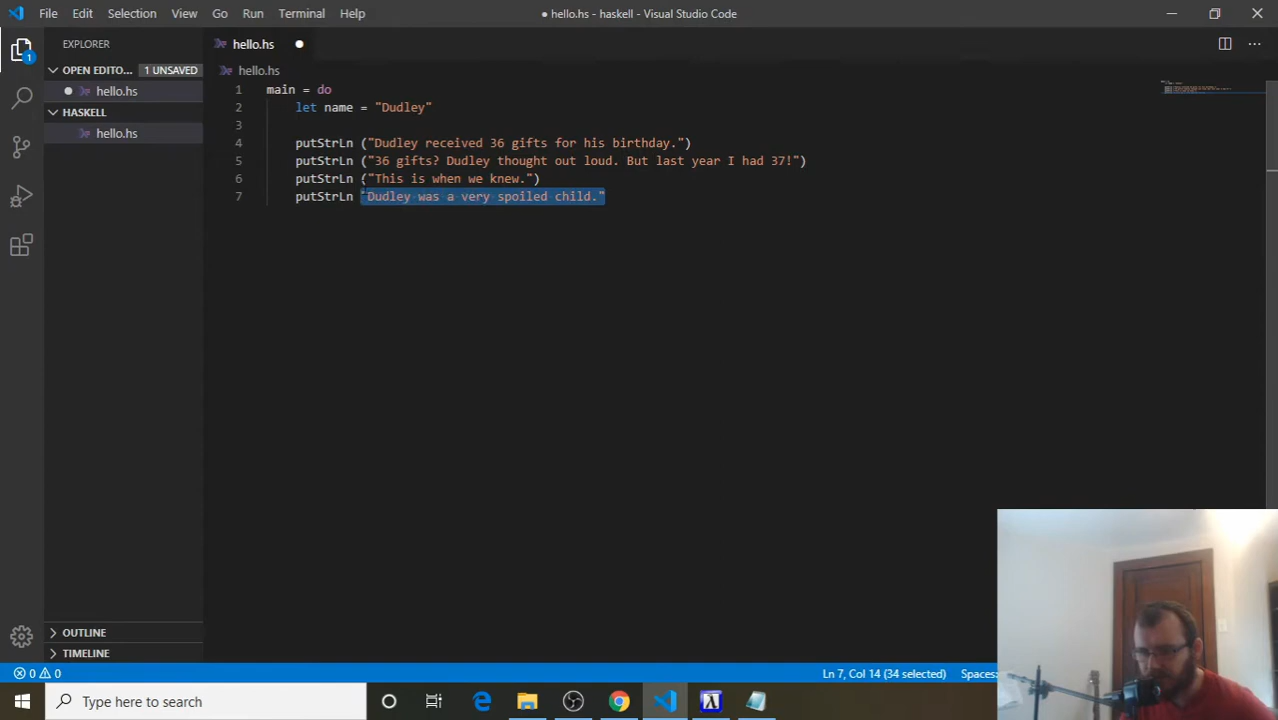 File Edit Selection View Go Run Terminal Help
● hello.hs - haskell - Visual Studio Code
EXPLORER
hello.hs
OPEN EDITO... 1 UNSAVED
hello.hs
hello.hs
HASKELL
hello.hs
1 main = do
2 let name = "Dudley"
3
4 putStrLn ("Dudley received 36 gifts for his birthday.")
5 putStrLn ("36 gifts? Dudley thought out loud. But last year I had 37!")
6 putStrLn ("This is when we knew.")
7 putStrLn "Dudley was a very spoiled child."
OUTLINE
TIMELINE
0 0
Ln 7, Col 14 (34 selected)
Spaces:
Type here to search
1